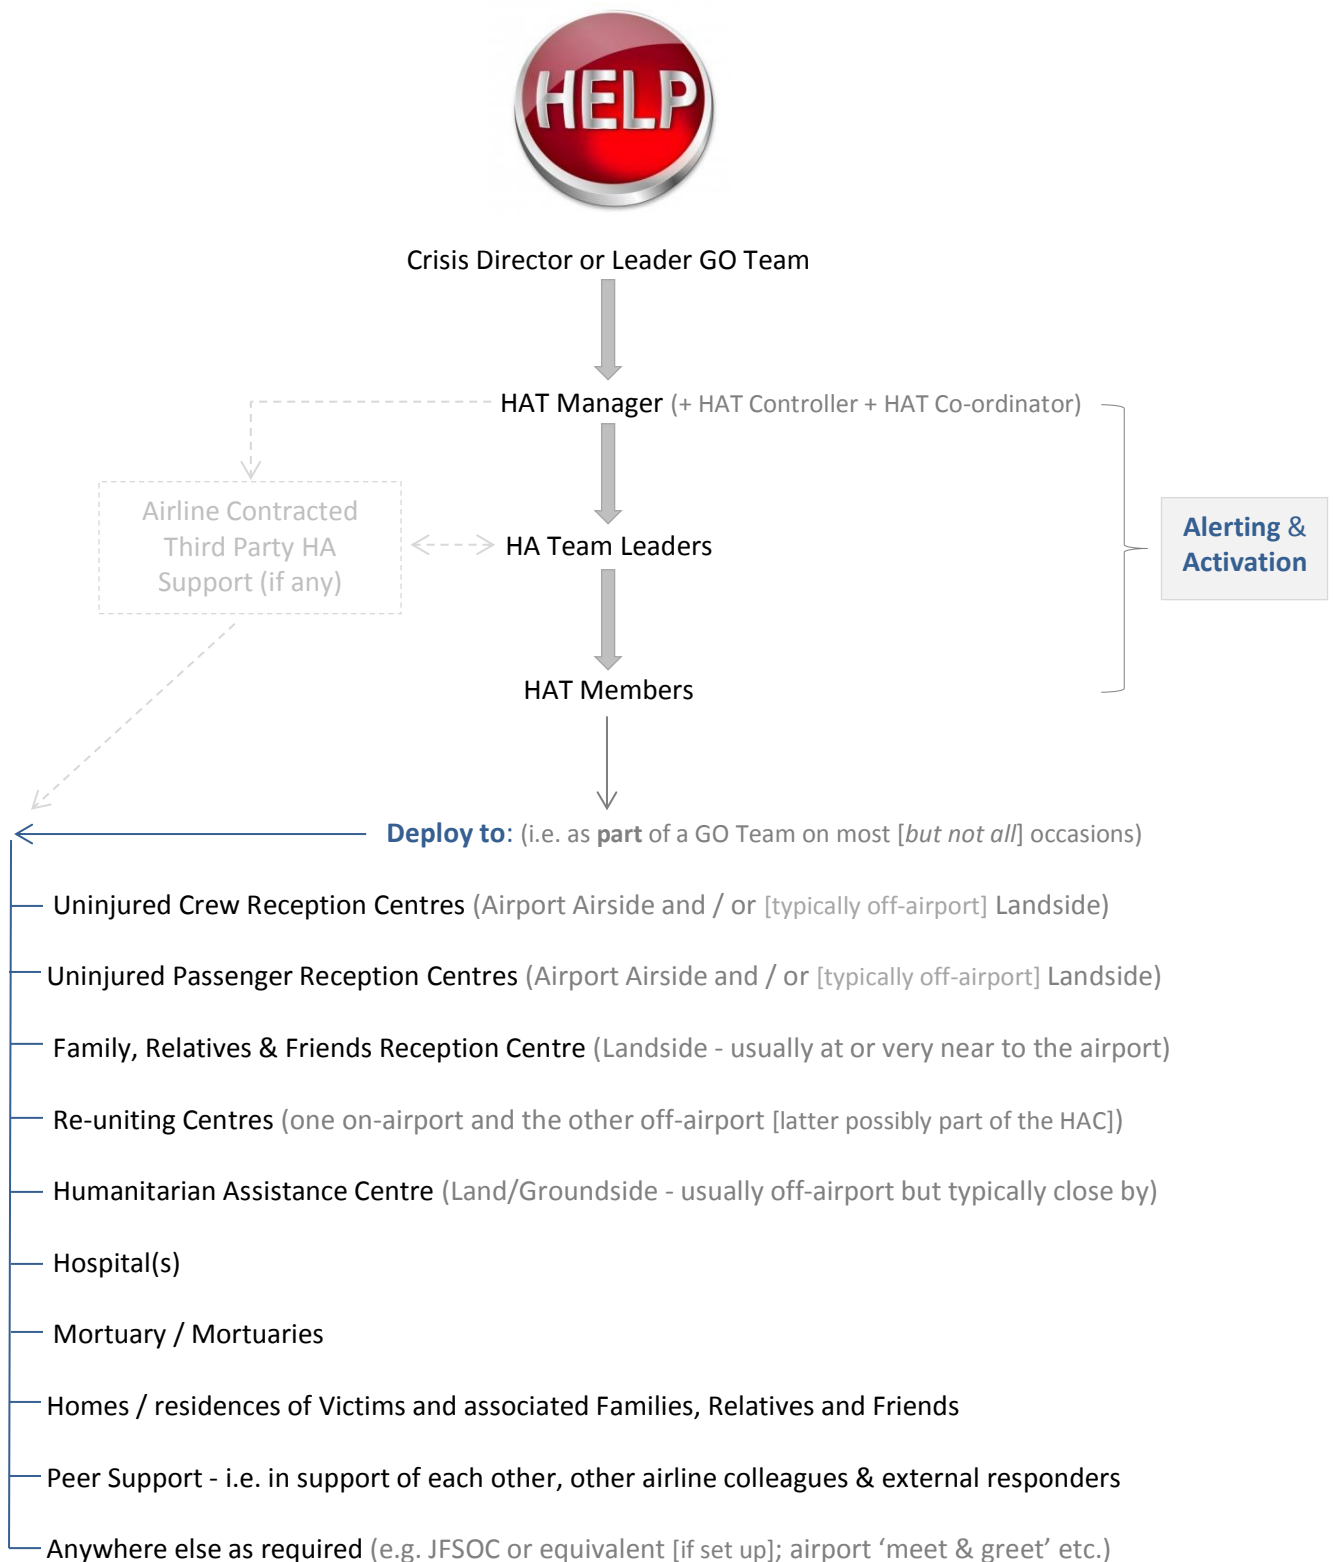 HELP
Crisis Director or Leader GO Team
HAT Manager (+ HAT Controller + HAT Co-ordinator)
Airline Contracted
Third Party HA
Support (if any)
HA Team Leaders
Alerting &
Activation
HAT Members
Deploy to: (i.e. as part of a GO Team on most [but not all] occasions)
Uninjured Crew Reception Centres (Airport Airside and / or [typically off-airport] Landside)
Uninjured Passenger Reception Centres (Airport Airside and / or [typically off-airport] Landside)
Family, Relatives & Friends Reception Centre (Landside - usually at or very near to the airport)
Re-uniting Centres (one on-airport and the other off-airport [latter possibly part of the HAC])
Humanitarian Assistance Centre (Land/Groundside - usually off-airport but typically close by)
Hospital(s)
Mortuary / Mortuaries
Homes / residences of Victims and associated Families, Relatives and Friends
Peer Support - i.e. in support of each other, other airline colleagues & external responders
Anywhere else as required (e.g. JFSOC or equivalent [if set up]; airport ‘meet & greet’ etc.)